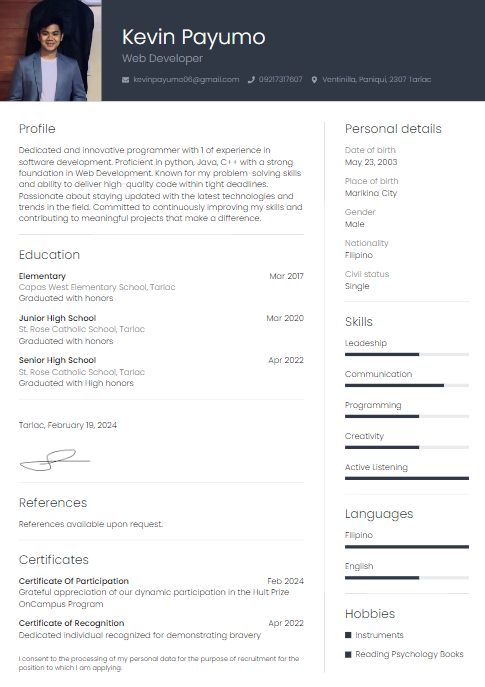 Kevin Payumo
Web Developer
kevinpayumo06@gmail.com 09217317607 Ventinilla, Paniqui, 2307 Tarlac
Profile
Dedicated and innovative programmer with 1 of experience in
software development. Proficient in python, Java, C++ with a strong
foundation in Web Development. Known for my problem-solving skills
and ability to deliver high-quality code within tight deadlines.
Passionate about staying updated with the latest technologies and
trends in the field. Committed to continuously improving my skills and
contributing to meaningful projects that make a difference.
Education
Elementary Mar 2017
Capas West Elementary School, Tarlac
Graduated with honors
Junior High School Mar 2020
St. Rose Catholic School, Tarlac
Graduated with honors
Senior High School Apr 2022
St. Rose Catholic School, Tarlac
Graduated with High honors
Tarlac, February 19, 2024
References
References available upon request.
Certificates
Certificate Of Participation Feb 2024
Grateful appreciation of our dynamic participation in the Hult Prize
OnCampus Program
Certificate of Recognition Apr 2022
Dedicated individual recognized for demonstrating bravery
I consent to the processing of my personal data for the purpose of recruitment for the
position to which I am applying.
Personal details
Date of birth
May 23, 2003
Place of birth
Marikina City
Gender
Male
Nationality
Filipino
Civil status
Single
Skills
Leadeship
Communication
Programming
Creativity
Active Listening
Languages
Filipino
English
Hobbies
Instruments
Reading Psychology Books